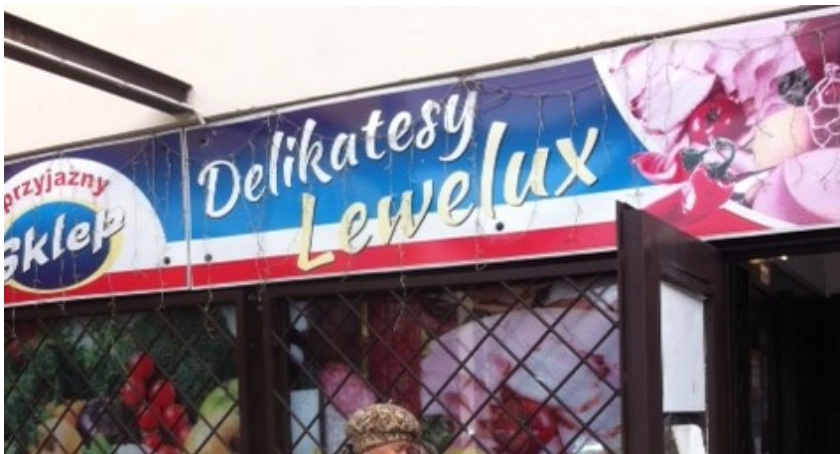 przyjazny
Sklep
Delikatesy
Lewelux